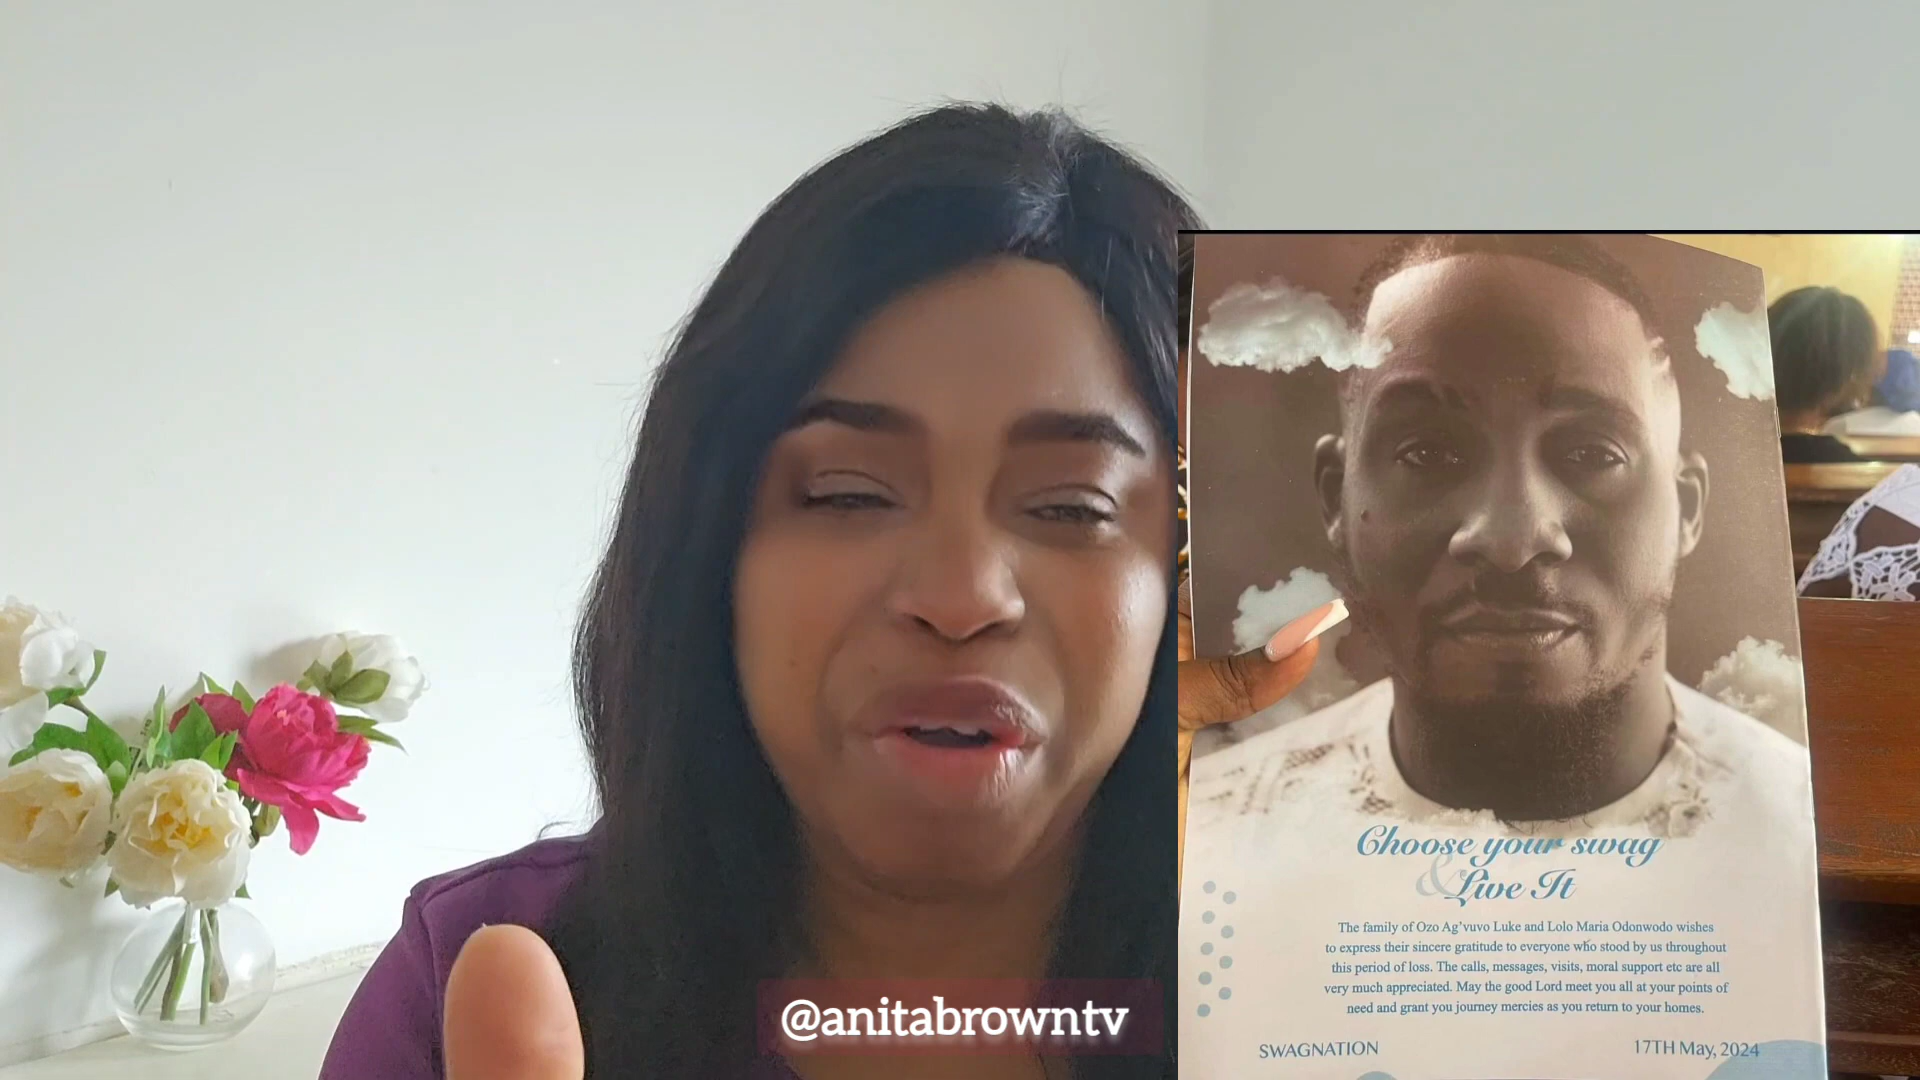 @anitabrowntv
Choose your swag
& Live It
The family of Ozo Ag'vuvo Luke and Lolo Maria Odonwodo wishes
to express their sincere gratitude to everyone who stood by us throughout
this period of loss. The calls, messages, visits, moral support etc are all
very much appreciated. May the good Lord meet you all at your points of
need and grant you journey mercies as you return to your homes.
SWAGNATION
17TH May, 2024